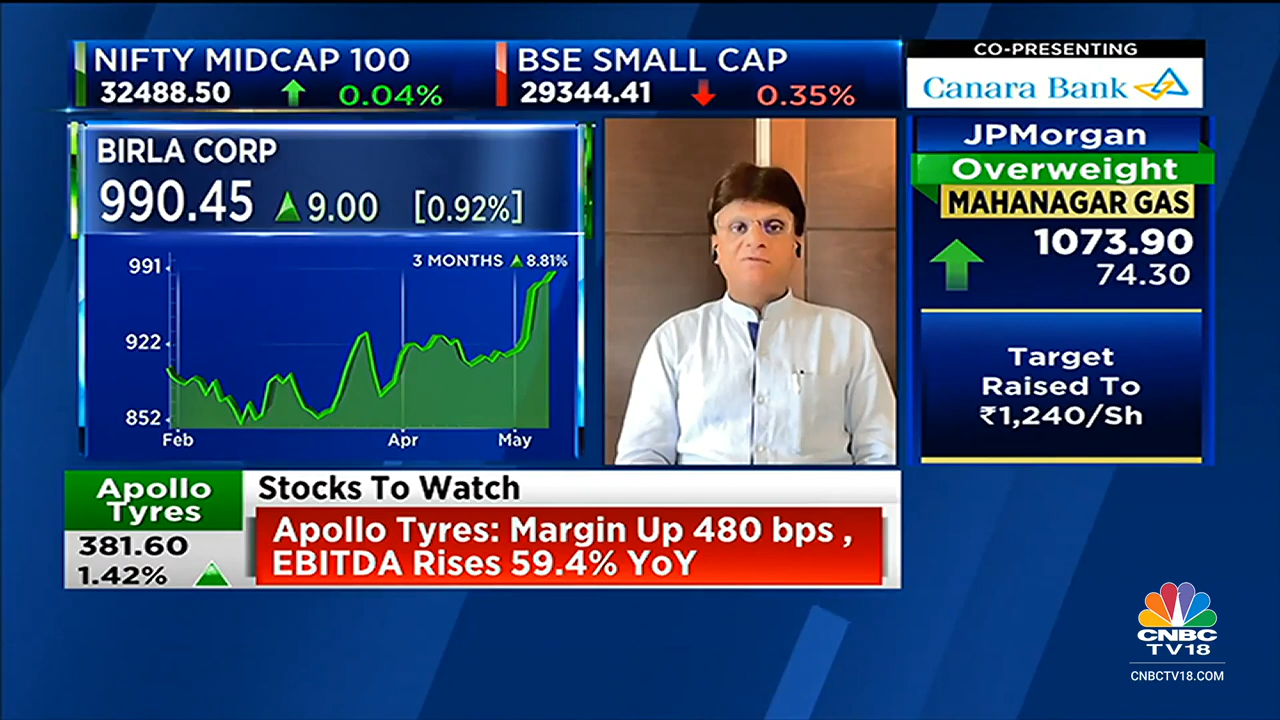 NIFTY MIDCAP 100
32488.50 0.04%
BSE SMALL CAP
29344.41 0.35%
CO-PRESENTING
Canara Bank
BIRLA CORP
990.45 9.00 [0.92%]
3 MONTHS 8.81%
991
922
852
Feb Apr May
JPMorgan
Overweight
MAHANAGAR GAS
1073.90
74.30
Target
Raised To
₹1,240/Sh
Apollo
Tyres
381.60
1.42%
Stocks To Watch
Apollo Tyres: Margin Up 480 bps ,
EBITDA Rises 59.4% YoY
CNBC
TV18
CNBCTV18.COM